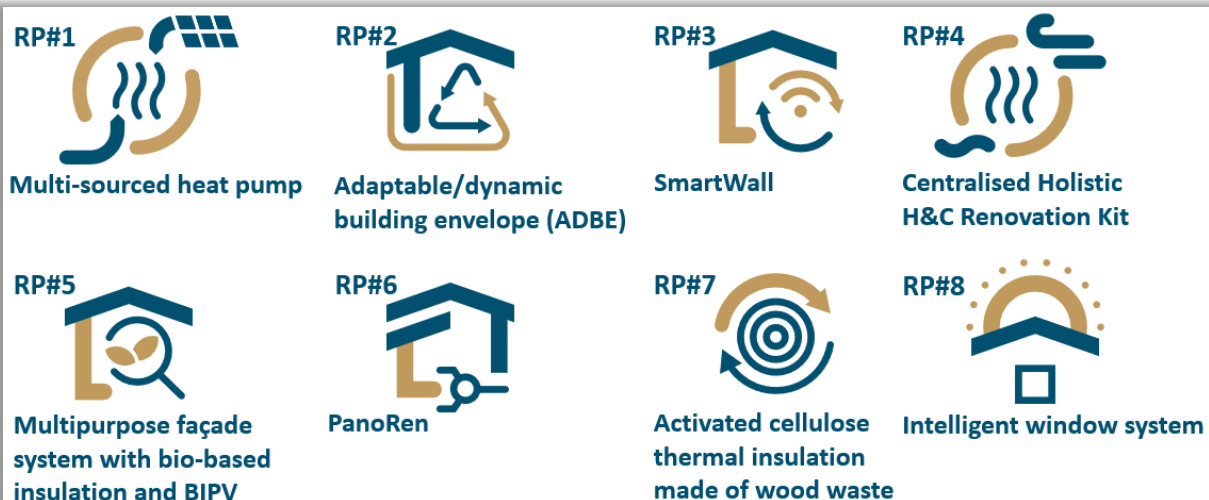 RP#1
Multi-sourced heat pump
RP#2
Adaptable/dynamic
building envelope (ADBE)
RP#3
SmartWall
RP#4
Centralised Holistic
H&C Renovation Kit
RP#5
Multipurpose façade
system with bio-based
insulation and BIPV
RP#6
PanoRen
RP#7
Activated cellulose
thermal insulation
made of wood waste
RP#8
Intelligent window system